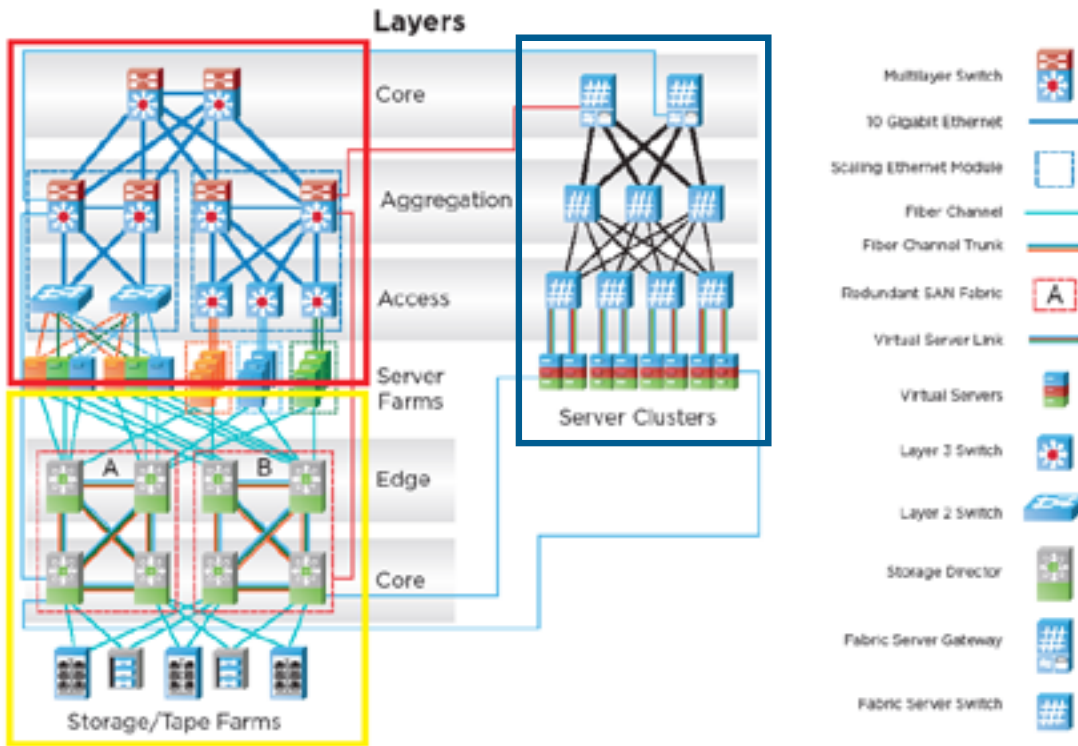 Layers
Core
Aggregation
Access
Server
Farms
Server Clusters
A
B
Edge
Core
Storage/Tape Farms
Multilayer Switch
10 Gigabit Ethernet
Scaling Ethernet Module
Fiber Channel
Fiber Channel Trunk
Redundant SAN Fabric
A
Virtual Server Link
Virtual Servers
Layer 3 Switch
Layer 2 Switch
Storage Director
Fabric Server Gateway
Fabric Server Switch